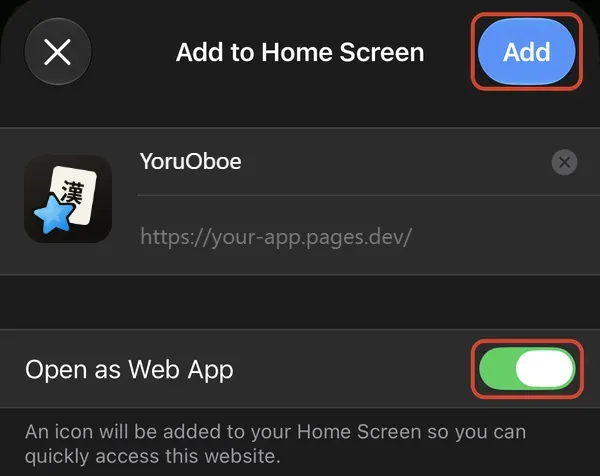 Add to Home Screen
Add
漢
YoruOboe
https://your-app.pages.dev/
Open as Web App
An icon will be added to your Home Screen so you can
quickly access this website.